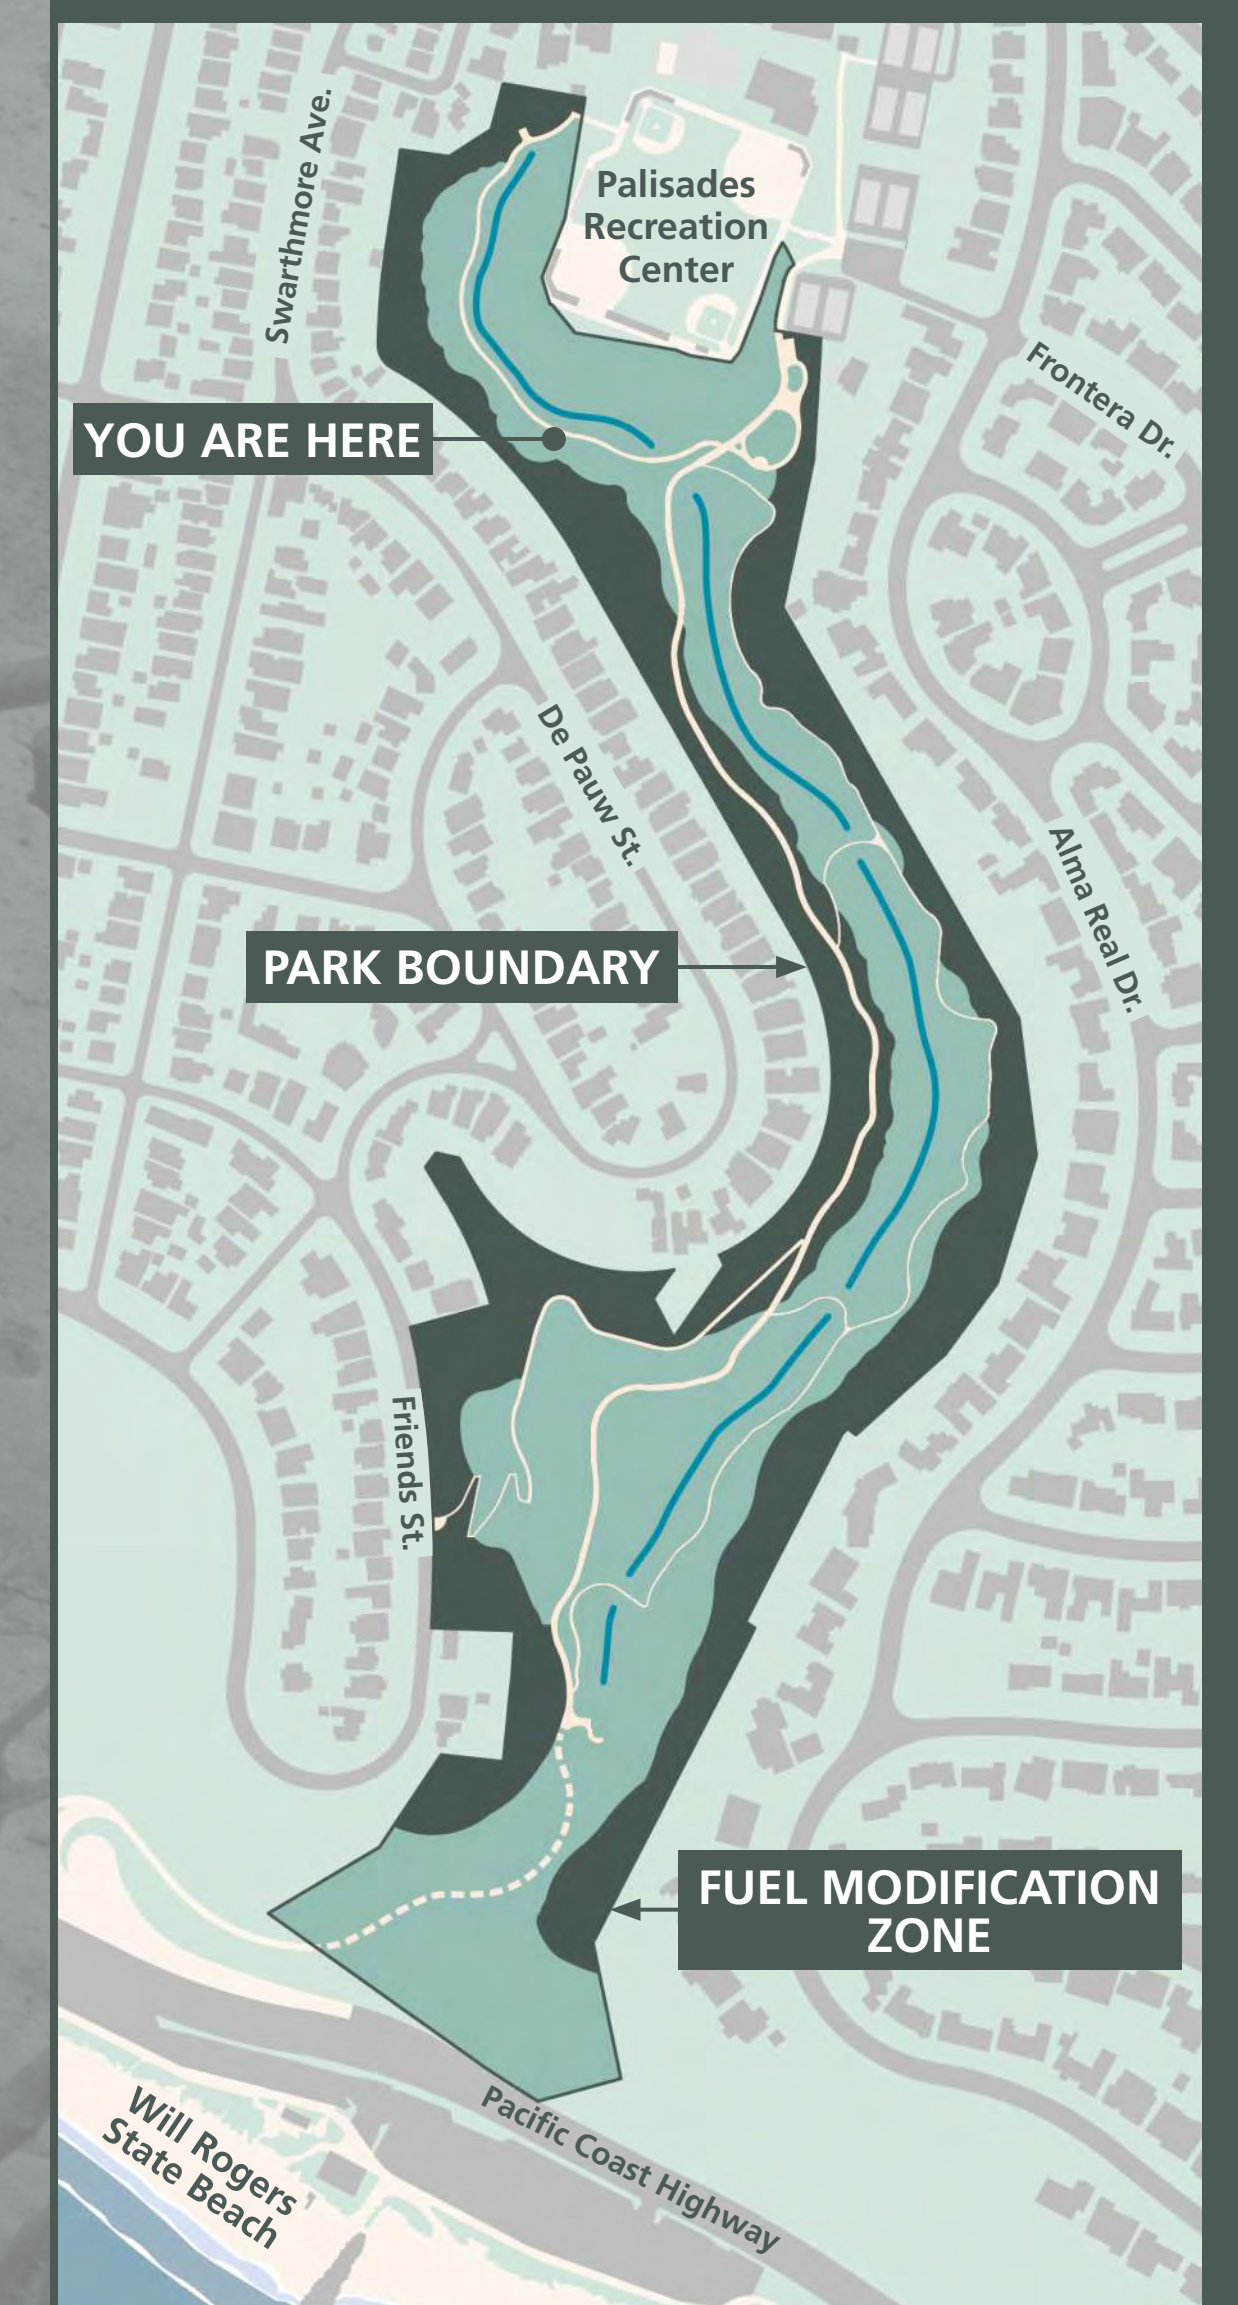 Swarthmore Ave.
Palisades
Recreation
Center
Frontera Dr.
YOU ARE HERE
De Pauw St.
Alma Real Dr.
PARK BOUNDARY
Friends St.
FUEL MODIFICATION
ZONE
Will Rogers
State Beach
Pacific Coast Highway